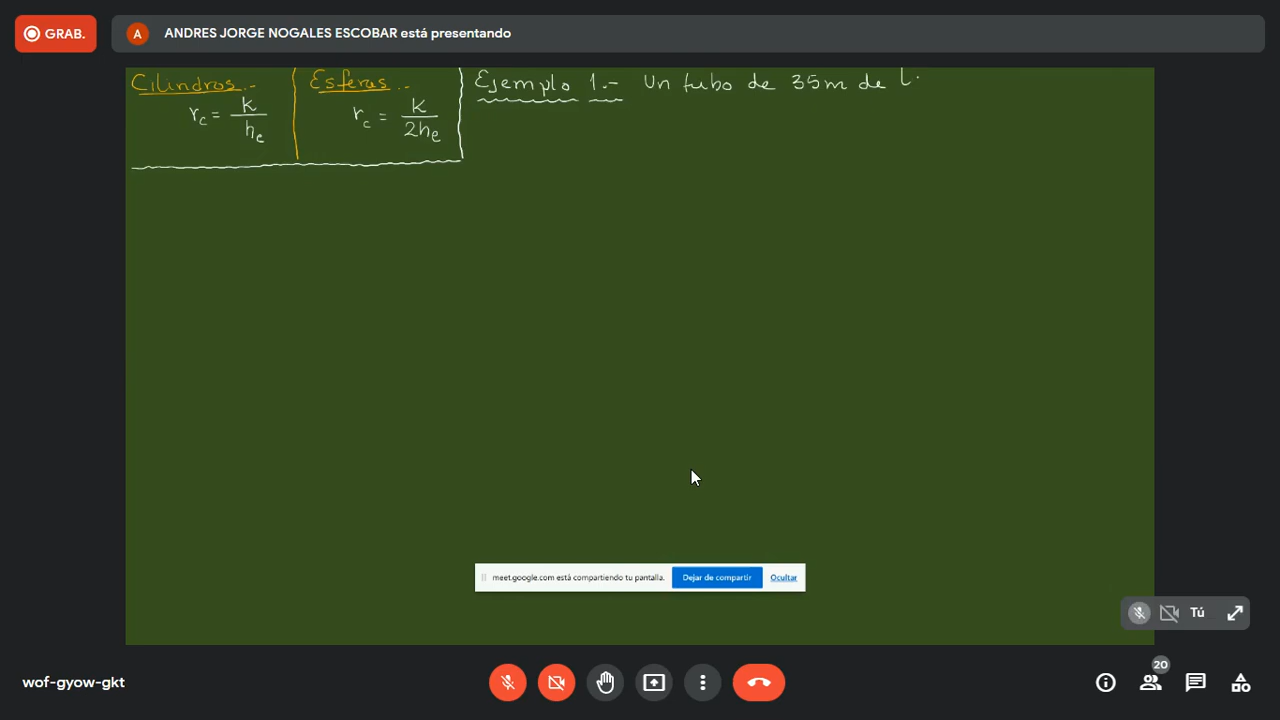 GRAB.
A
ANDRES JORGE NOGALES ESCOBAR está presentando
Cilindros.-
r_c = k / h_e
Esferas.-
r_c = k / 2h_e
Ejemplo 1.- Un tubo de 35m de l
meet.google.com está compartiendo tu pantalla.
Dejar de compartir
Ocultar
Tú
wof-gyow-gkt
20